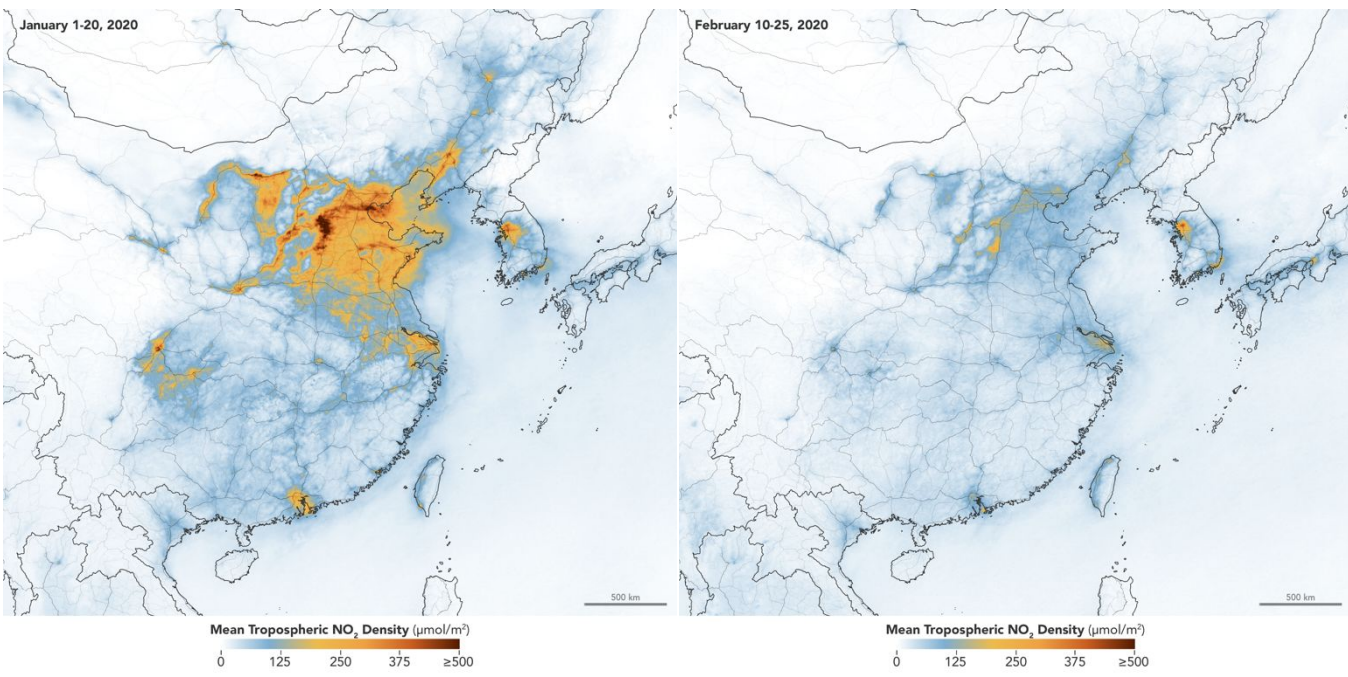 January 1-20, 2020
500 km
Mean Tropospheric NO₂ Density (µmol/m²)
0 125 250 375 ≥500
February 10-25, 2020
500 km
Mean Tropospheric NO₂ Density (µmol/m²)
0 125 250 375 ≥500